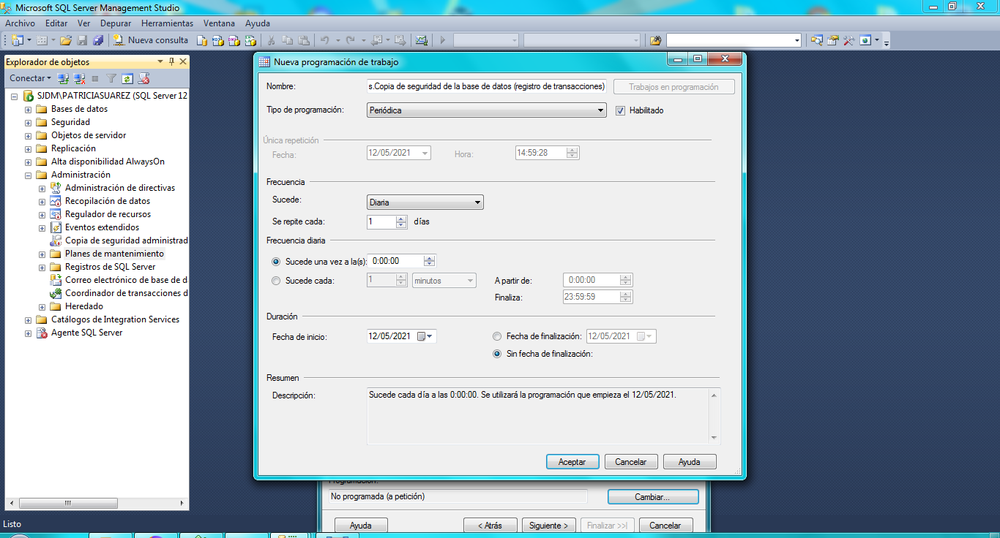 Microsoft SQL Server Management Studio
Archivo Editar Ver Depurar Herramientas Ventana Ayuda
Nueva consulta
Explorador de objetos
Conectar
SJDM\PATRICIASUAREZ (SQL Server 12
Bases de datos
Seguridad
Objetos de servidor
Replicación
Alta disponibilidad AlwaysOn
Administración
Administración de directivas
Recopilación de datos
Regulador de recursos
Eventos extendidos
Copia de seguridad administrad
Planes de mantenimiento
Registros de SQL Server
Correo electrónico de base de d
Coordinador de transacciones d
Heredado
Catálogos de Integration Services
Agente SQL Server
Listo
Nueva programación de trabajo
Nombre: s.Copia de seguridad de la base de datos (registro de transacciones) Trabajos en programación
Tipo de programación: Periódica Habilitado
Única repetición
Fecha: 12/05/2021 Hora: 14:59:28
Frecuencia
Sucede: Diaria
Se repite cada: 1 días
Frecuencia diaria
Sucede una vez a la(s): 0:00:00
Sucede cada: 1 minutos A partir de: 0:00:00
Finaliza: 23:59:59
Duración
Fecha de inicio: 12/05/2021 Fecha de finalización: 12/05/2021
Sin fecha de finalización:
Resumen
Descripción: Sucede cada día a las 0:00:00. Se utilizará la programación que empieza el 12/05/2021.
Aceptar Cancelar Ayuda
Programación:
No programada (a petición) Cambiar...
Ayuda < Atrás Siguiente > Finalizar >>| Cancelar